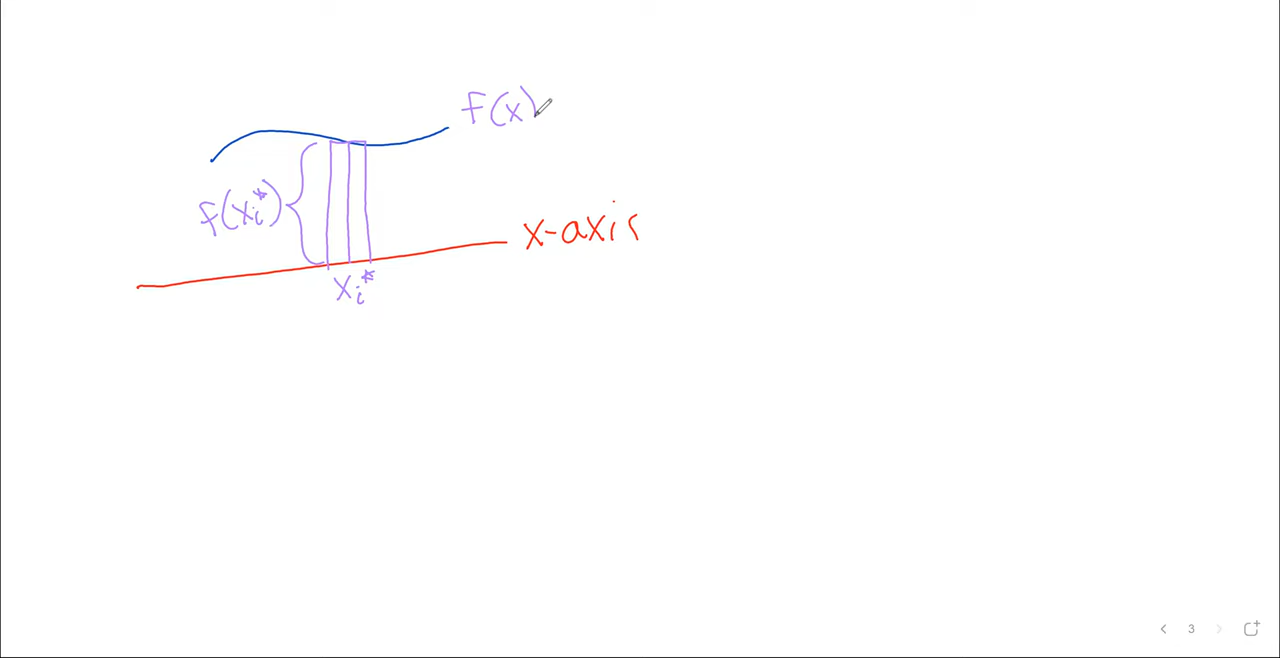 f(x)
f(xᵢ*)
x-axis
xᵢ*
3